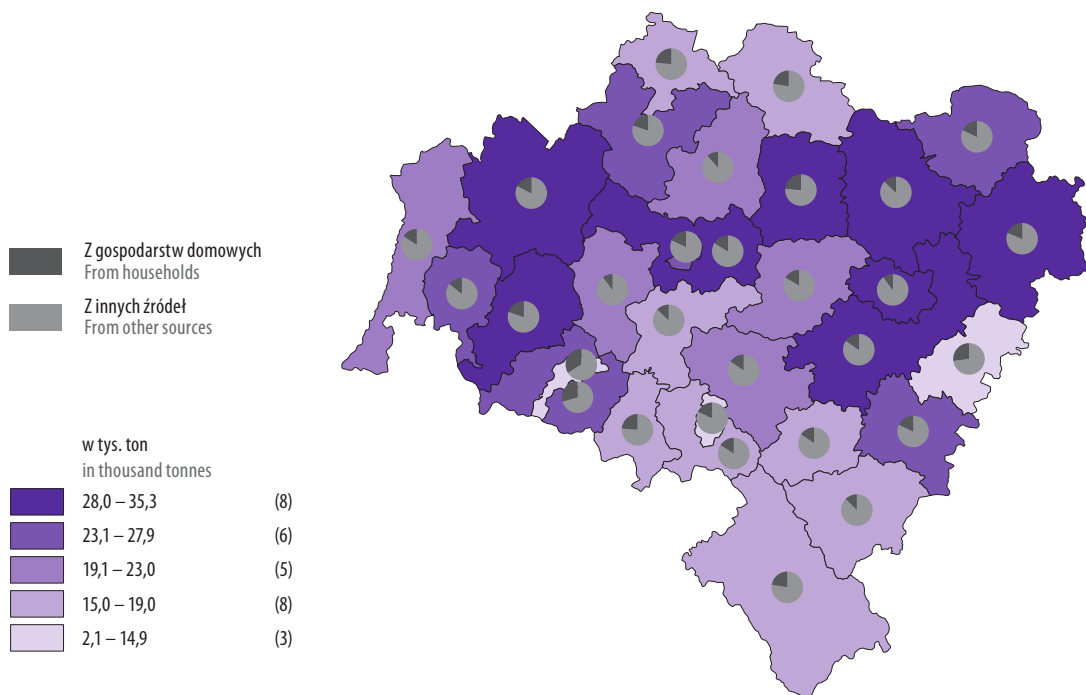 Z gospodarstw domowych
From households
Z innych źródeł
From other sources
w tys. ton
in thousand tonnes
28,0 – 35,3 (8)
23,1 – 27,9 (6)
19,1 – 23,0 (5)
15,0 – 19,0 (8)
2,1 – 14,9 (3)